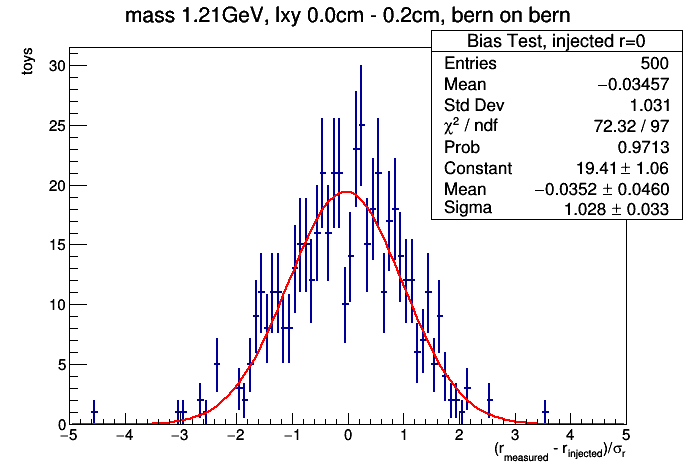 mass 1.21GeV, lxy 0.0cm - 0.2cm, bern on bern
Bias Test, injected r=0
Entries 500
Mean −0.03457
Std Dev 1.031
χ² / ndf 72.32 / 97
Prob 0.9713
Constant 19.41 ± 1.06
Mean −0.0352 ± 0.0460
Sigma 1.028 ± 0.033
toys
30
25
20
15
10
5
0
−5 −4 −3 −2 −1 0 1 2 3 4 5
(r_measured - r_injected)/σ_r